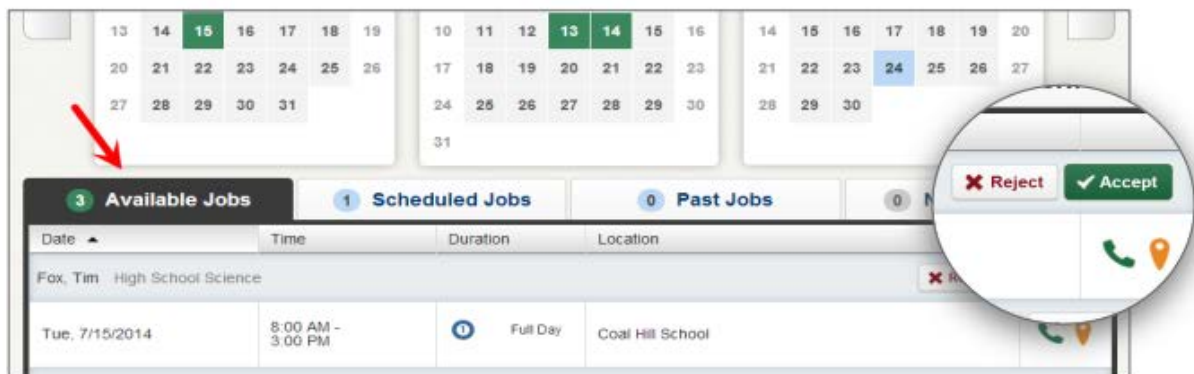 13 14 15 16 17 18 19 10 11 12 13 14 15 16 14 15 16 17 18 19 20
20 21 22 23 24 25 26 17 18 19 20 21 22 23 21 22 23 24 25 26 27
27 28 29 30 31 24 25 26 27 28 29 30 28 29 30
31
3 Available Jobs 1 Scheduled Jobs 0 Past Jobs 0
Reject Accept
Date Time Duration Location
Fox, Tim High School Science
Tue, 7/15/2014 8:00 AM - Full Day Coal Hill School
3:00 PM